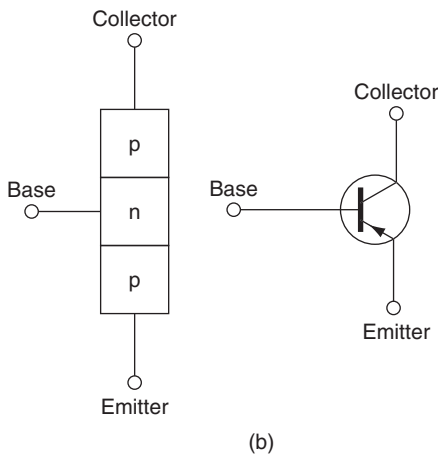 Collector
p
Base
n
p
Emitter
Collector
Base
Emitter
(b)